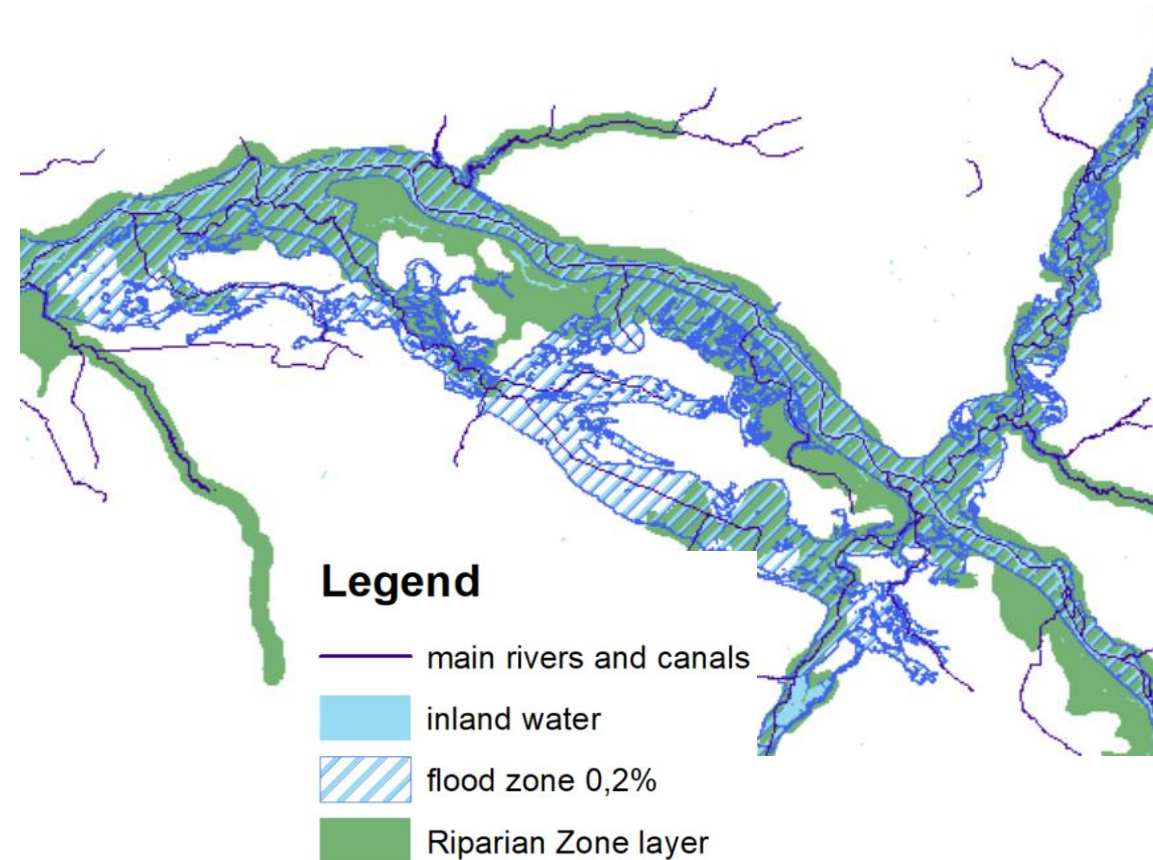 Legend
main rivers and canals
inland water
flood zone 0,2%
Riparian Zone layer